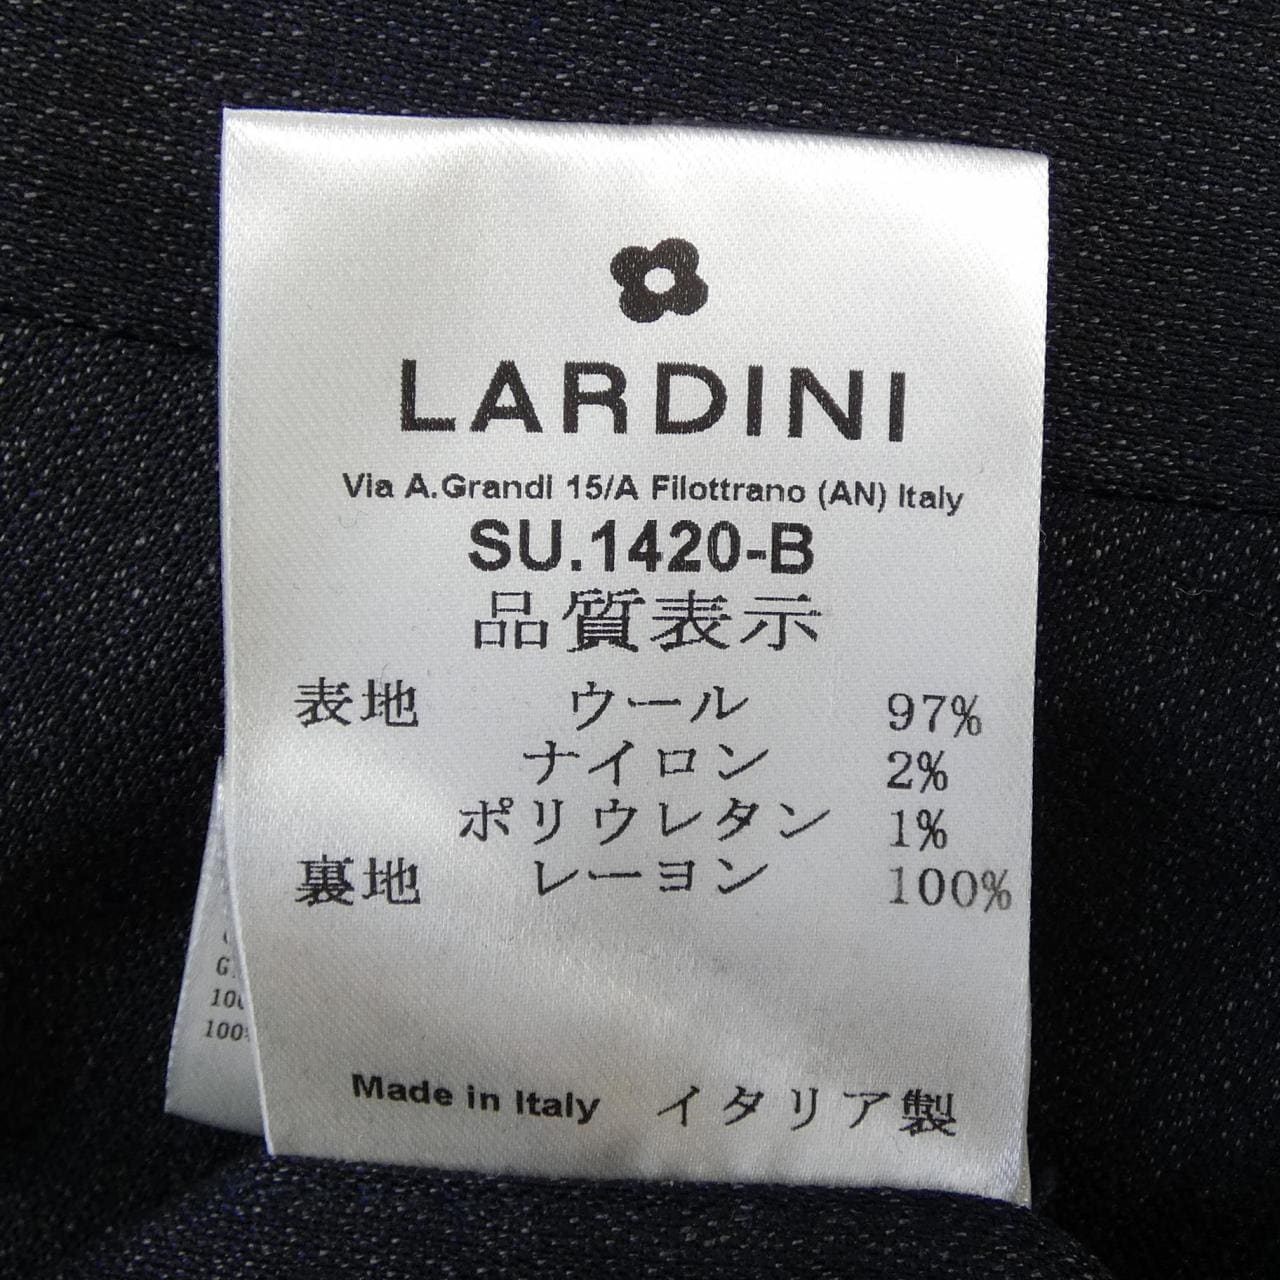 LARDINI
Via A.Grandi 15/A Filottrano (AN) Italy
SU.1420-B
品質表示
表地 ウール 97%
ナイロン 2%
ポリウレタン 1%
裏地 レーヨン 100%
100%
Made in Italy イタリア製